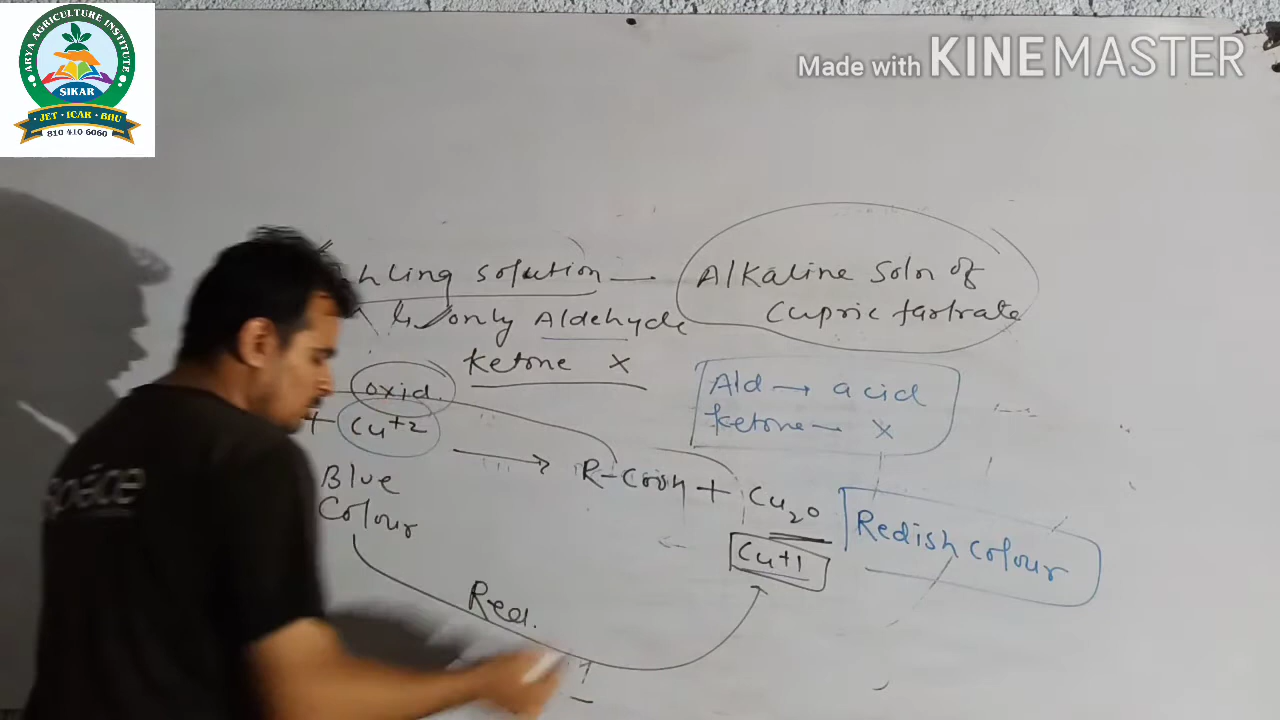 ARYA AGRICULTURE INSTITUTE
SIKAR
· JET · ICAR · BHU ·
810 410 6060
Made with KINEMASTER
hling solution — Alkaline Soln of
Cupric tartrate
↳ only Aldehyde
ketone X
Ald → acid
ketone — X
oxid.
+ Cu+2 → R-COOH + Cu₂O
Blue
Colour
Cu+1
Redish Colour
Red.